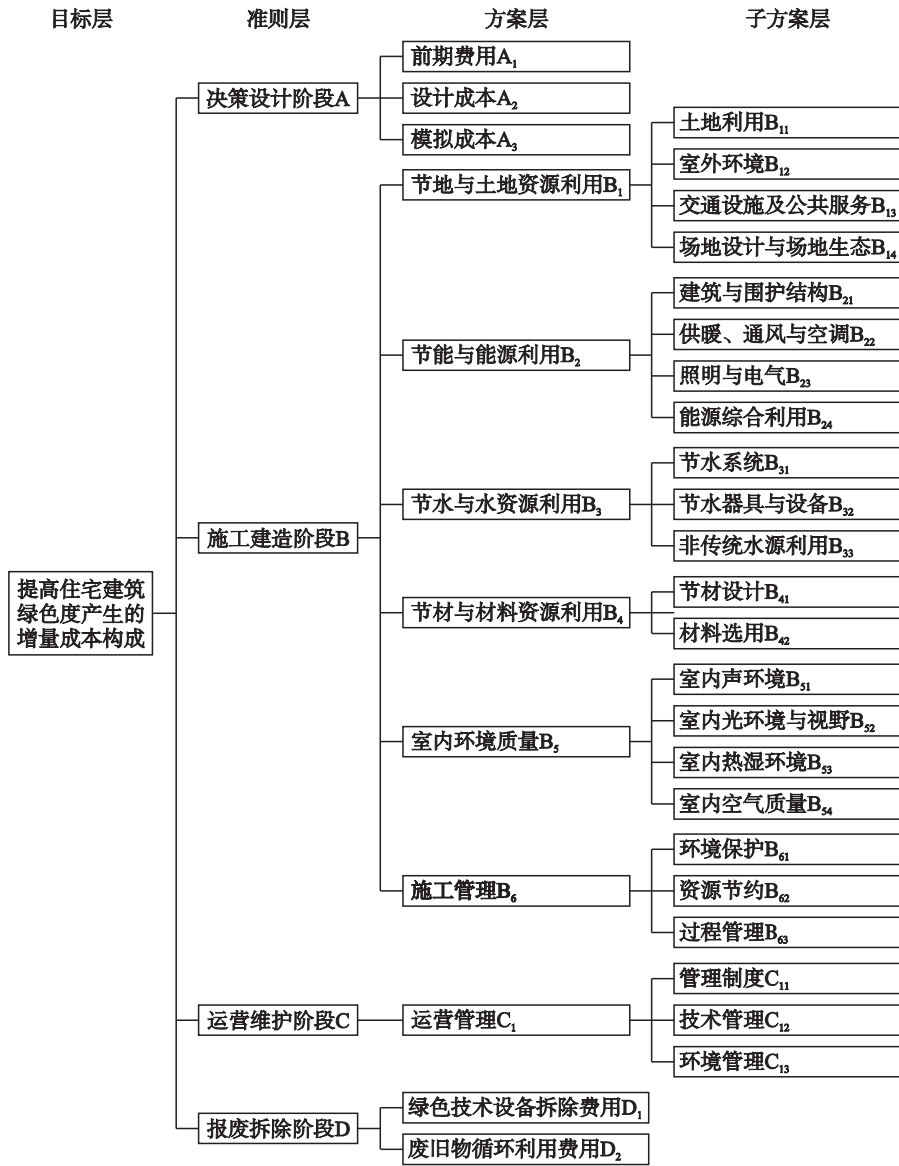 目标层 准则层 方案层 子方案层
提高住宅建筑
绿色度产生的
增量成本构成
决策设计阶段A
前期费用A₁
设计成本A₂
模拟成本A₃
施工建造阶段B
节地与土地资源利用B₁
土地利用B₁₁
室外环境B₁₂
交通设施及公共服务B₁₃
场地设计与场地生态B₁₄
节能与能源利用B₂
建筑与围护结构B₂₁
供暖、通风与空调B₂₂
照明与电气B₂₃
能源综合利用B₂₄
节水与水资源利用B₃
节水系统B₃₁
节水器具与设备B₃₂
非传统水源利用B₃₃
节材与材料资源利用B₄
节材设计B₄₁
材料选用B₄₂
室内环境质量B₅
室内声环境B₅₁
室内光环境与视野B₅₂
室内热湿环境B₅₃
室内空气质量B₅₄
施工管理B₆
环境保护B₆₁
资源节约B₆₂
过程管理B₆₃
运营维护阶段C
运营管理C₁
管理制度C₁₁
技术管理C₁₂
环境管理C₁₃
报废拆除阶段D
绿色技术设备拆除费用D₁
废旧物循环利用费用D₂